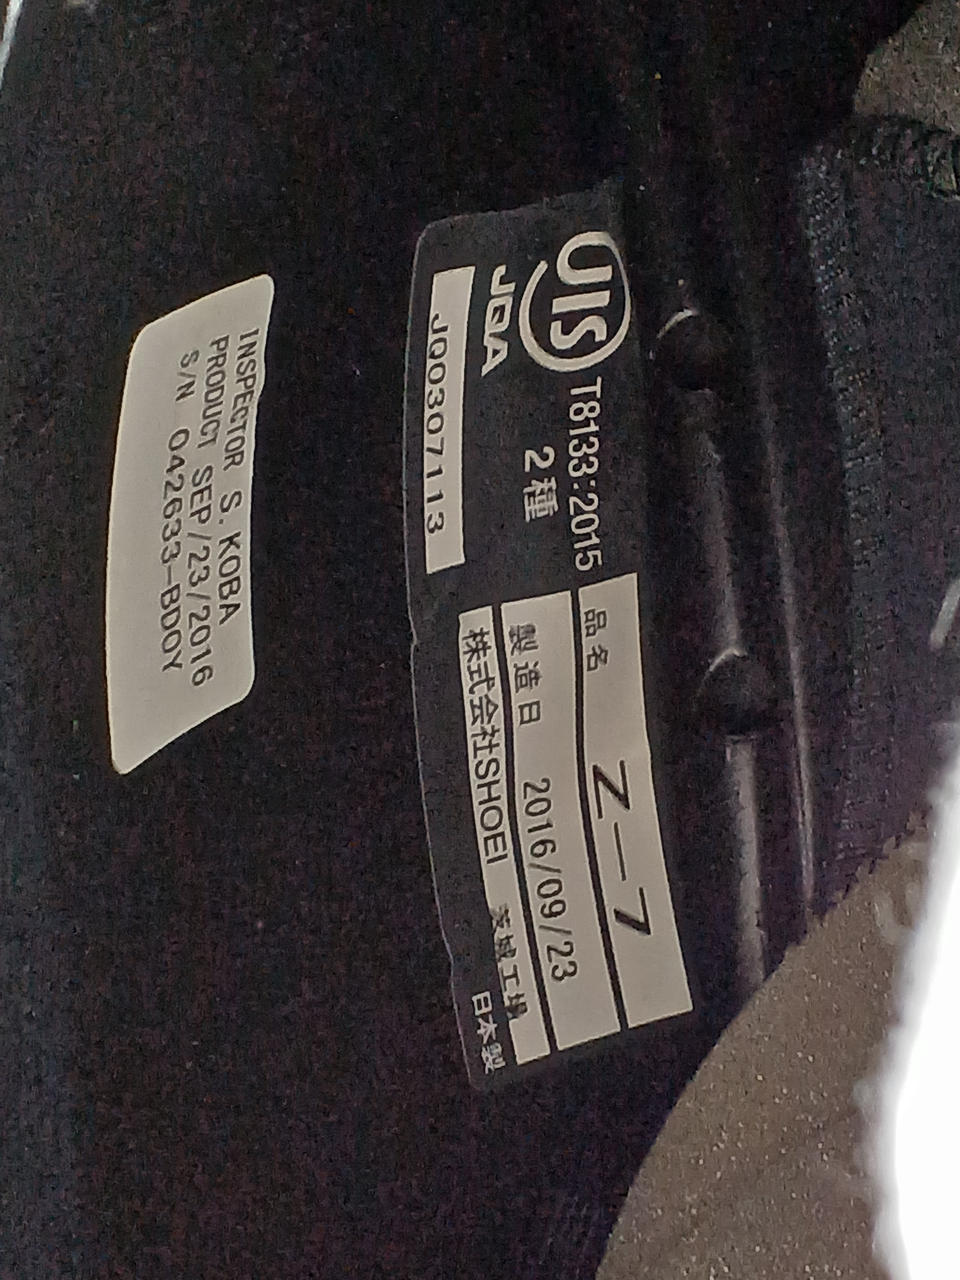 JIS
T8133:2015
JQA
2種
JQ0307113
品名 Z-7
製造日 2016/09/23
株式会社SHOEI 茨城工場
日本製
INSPECTOR S. KOBA
PRODUCT SEP/23/2016
S/N 042633-BDOY